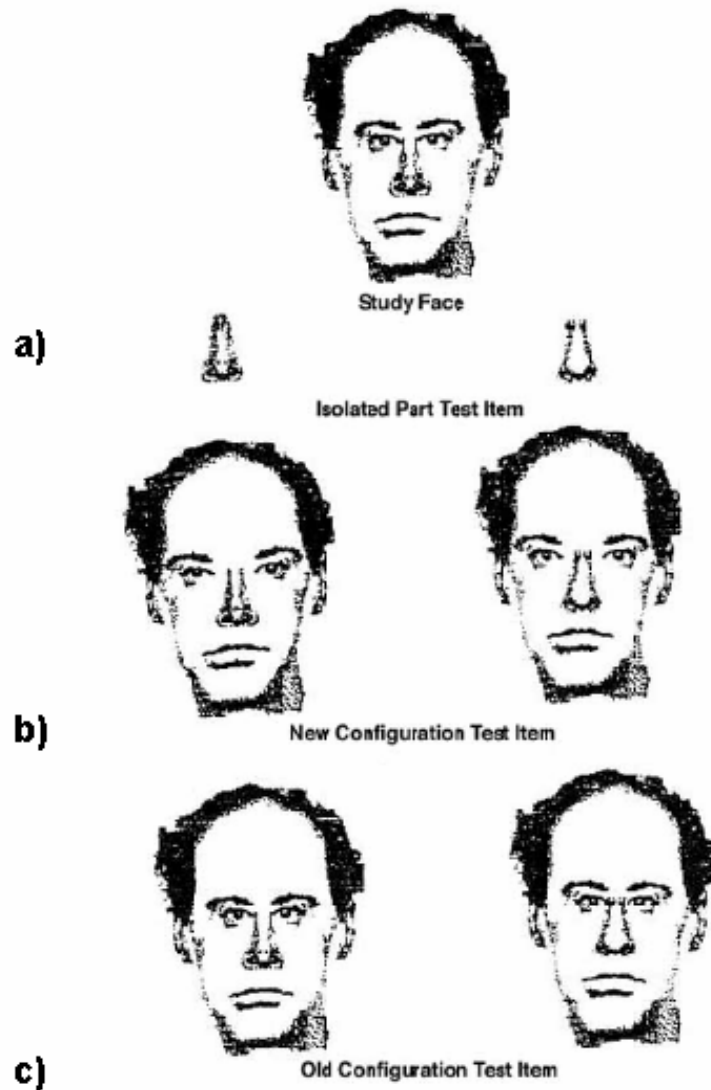 Study Face
a)
Isolated Part Test Item
b)
New Configuration Test Item
c)
Old Configuration Test Item